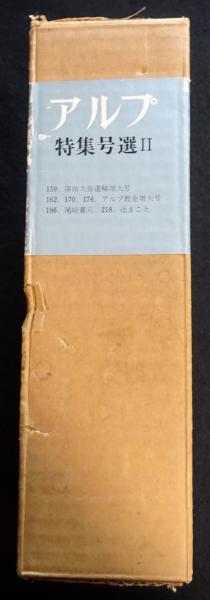 アルプ
特集号選II
159. 深田久弥追稿増大号
162. 170. 176. アルプ教室増大号
196. 尾崎喜八 218. 辻まこと